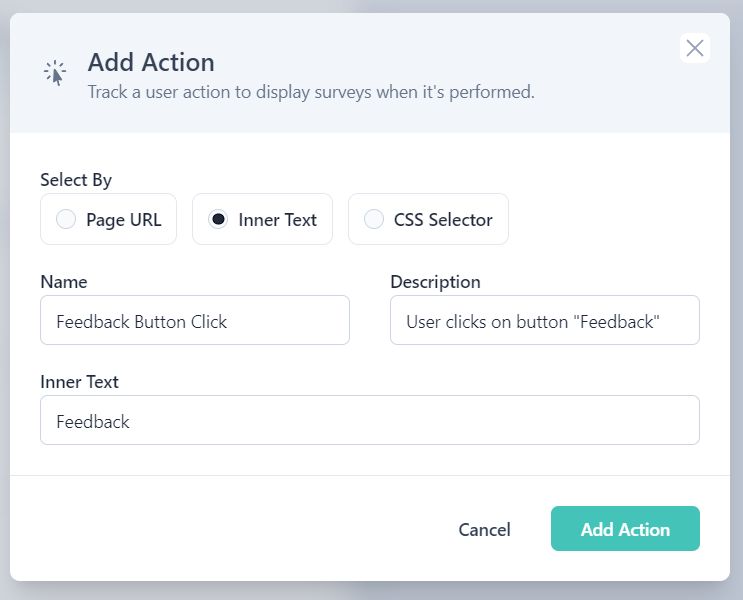 Add Action
Track a user action to display surveys when it's performed.
Select By
Page URL
Inner Text
CSS Selector
Name
Description
Feedback Button Click
User clicks on button "Feedback"
Inner Text
Feedback
Cancel
Add Action